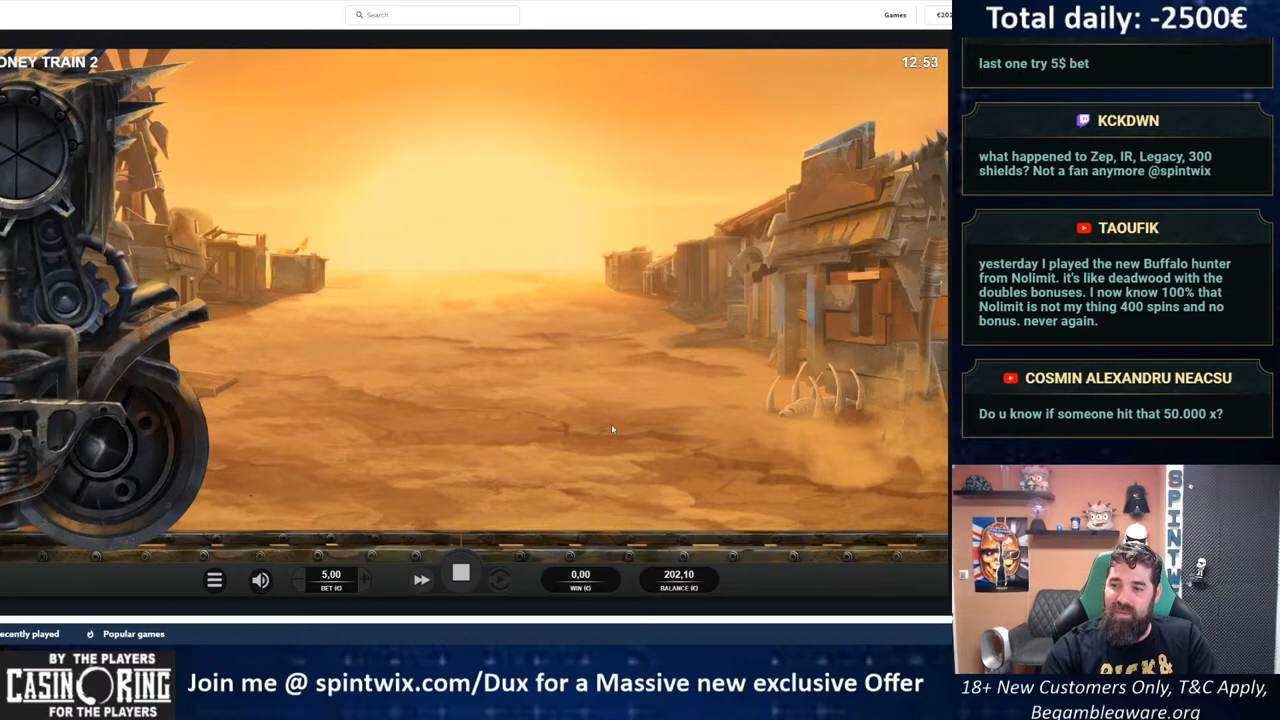 Search
Games
€202
ONEY TRAIN 2
12:53
5,00
BET (€)
0,00
WIN (€)
202,10
BALANCE (€)
ecently played
Popular games
Total daily: -2500€
last one try 5$ bet
KCKDWN
what happened to Zep, IR, Legacy, 300
shields? Not a fan anymore @spintwix
TAOUFIK
yesterday I played the new Buffalo hunter
from Nolimit. it's like deadwood with the
doubles bonuses. I now know 100% that
Nolimit is not my thing 400 spins and no
bonus. never again.
COSMIN ALEXANDRU NEACSU
Do u know if someone hit that 50.000 x?
SPINT
BY THE PLAYERS
CASINO RING
FOR THE PLAYERS
Join me @ spintwix.com/Dux for a Massive new exclusive Offer
18+ New Customers Only, T&C Apply,
Begambleaware.org